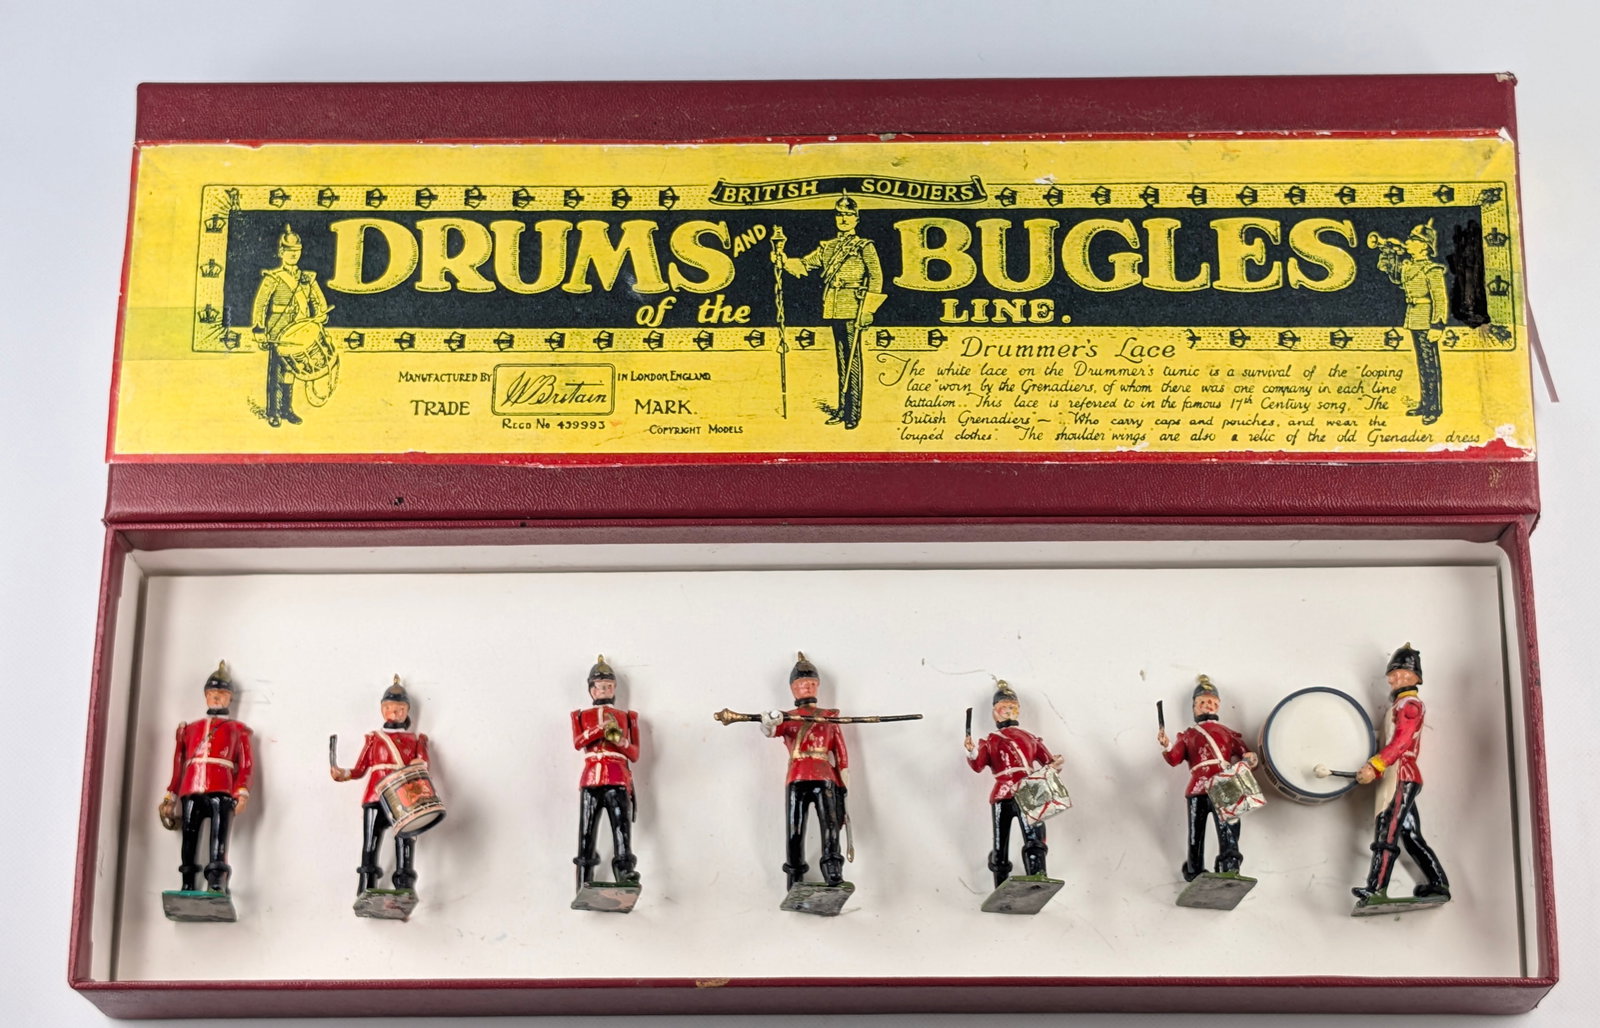 BRITISH SOLDIERS
DRUMS AND BUGLES
of the LINE.
MANUFACTURED BY W Britain IN LONDON ENGLAND
TRADE MARK.
REGD No 459993
COPYRIGHT MODELS
Drummer's Lace
The white lace on the Drummer's tunic is a survival of the "looping
lace" worn by the Grenadiers, of whom there was one company in each line
battalion.. This lace is referred to in the famous 17th Century song, "The
British Grenadiers" ~ "..Who carry caps and pouches, and wear the
'louped clothes'. The shoulder 'wings' are also a relic of the old Grenadier dress